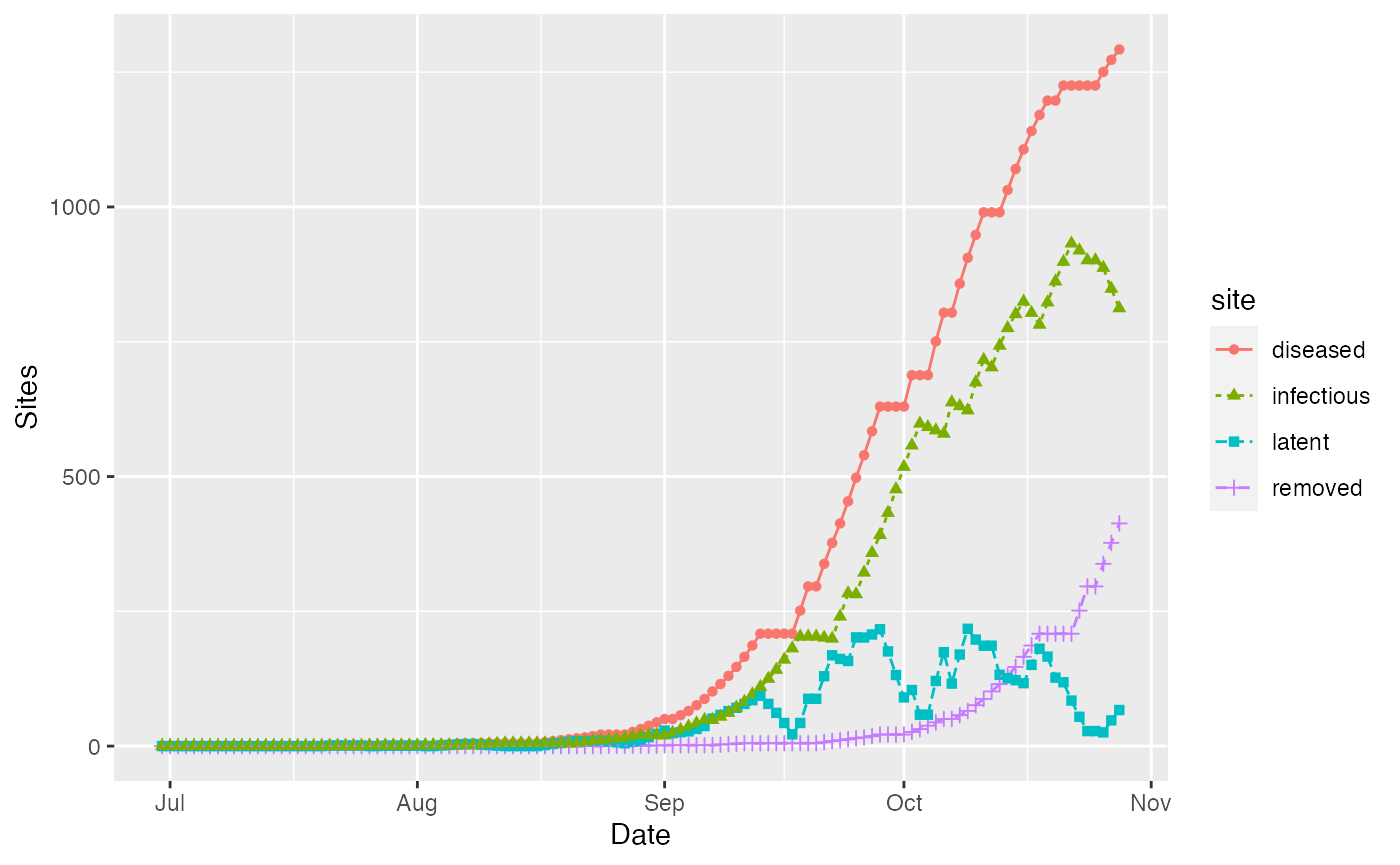 Sites
1000
500
0
Jul Aug Sep Oct Nov
Date
site
diseased
infectious
latent
removed